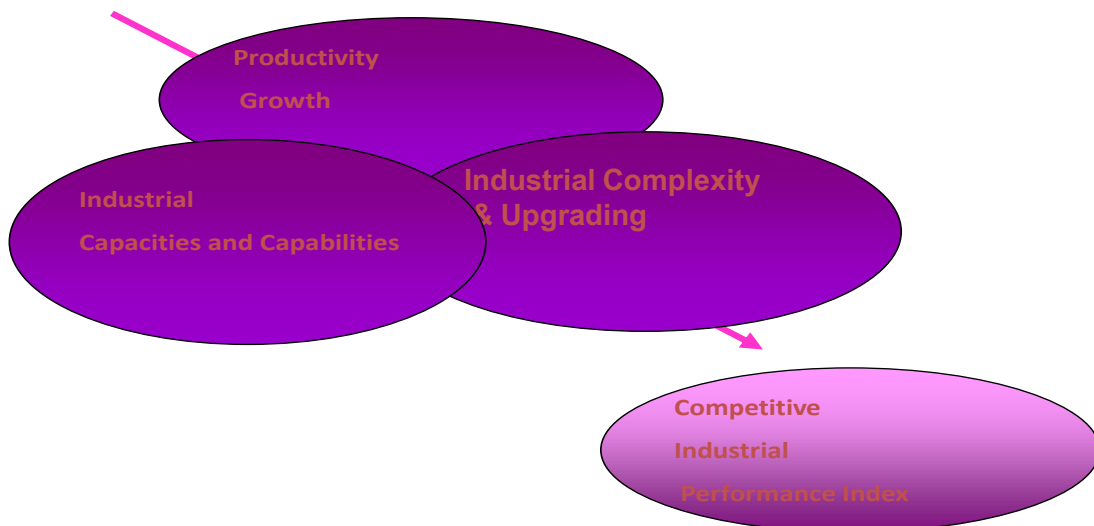 Productivity
Growth
Industrial Complexity
& Upgrading
Industrial
Capacities and Capabilities
Competitive
Industrial
Performance Index